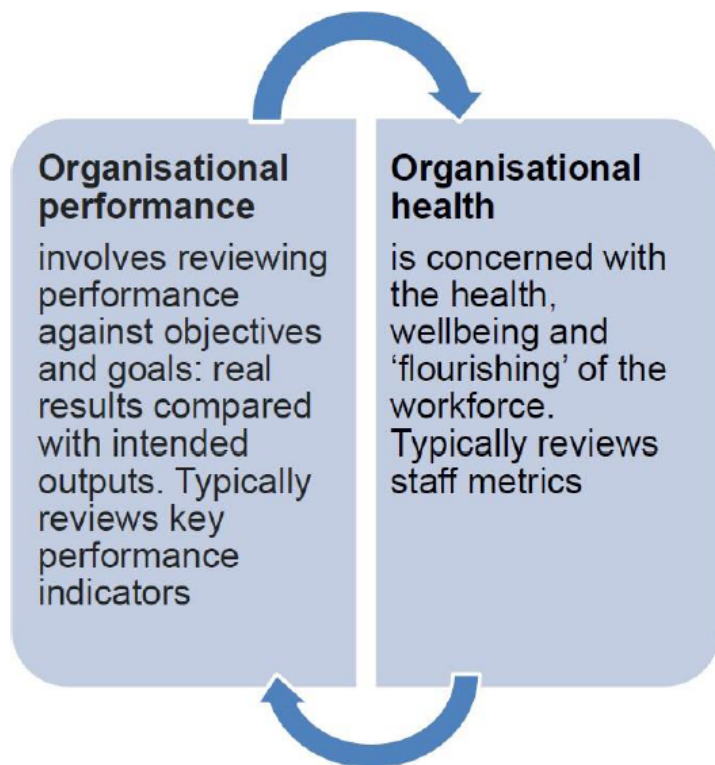 Organisational
performance
involves reviewing
performance
against objectives
and goals: real
results compared
with intended
outputs. Typically
reviews key
performance
indicators
Organisational
health
is concerned with
the health,
wellbeing and
‘flourishing’ of the
workforce.
Typically reviews
staff metrics